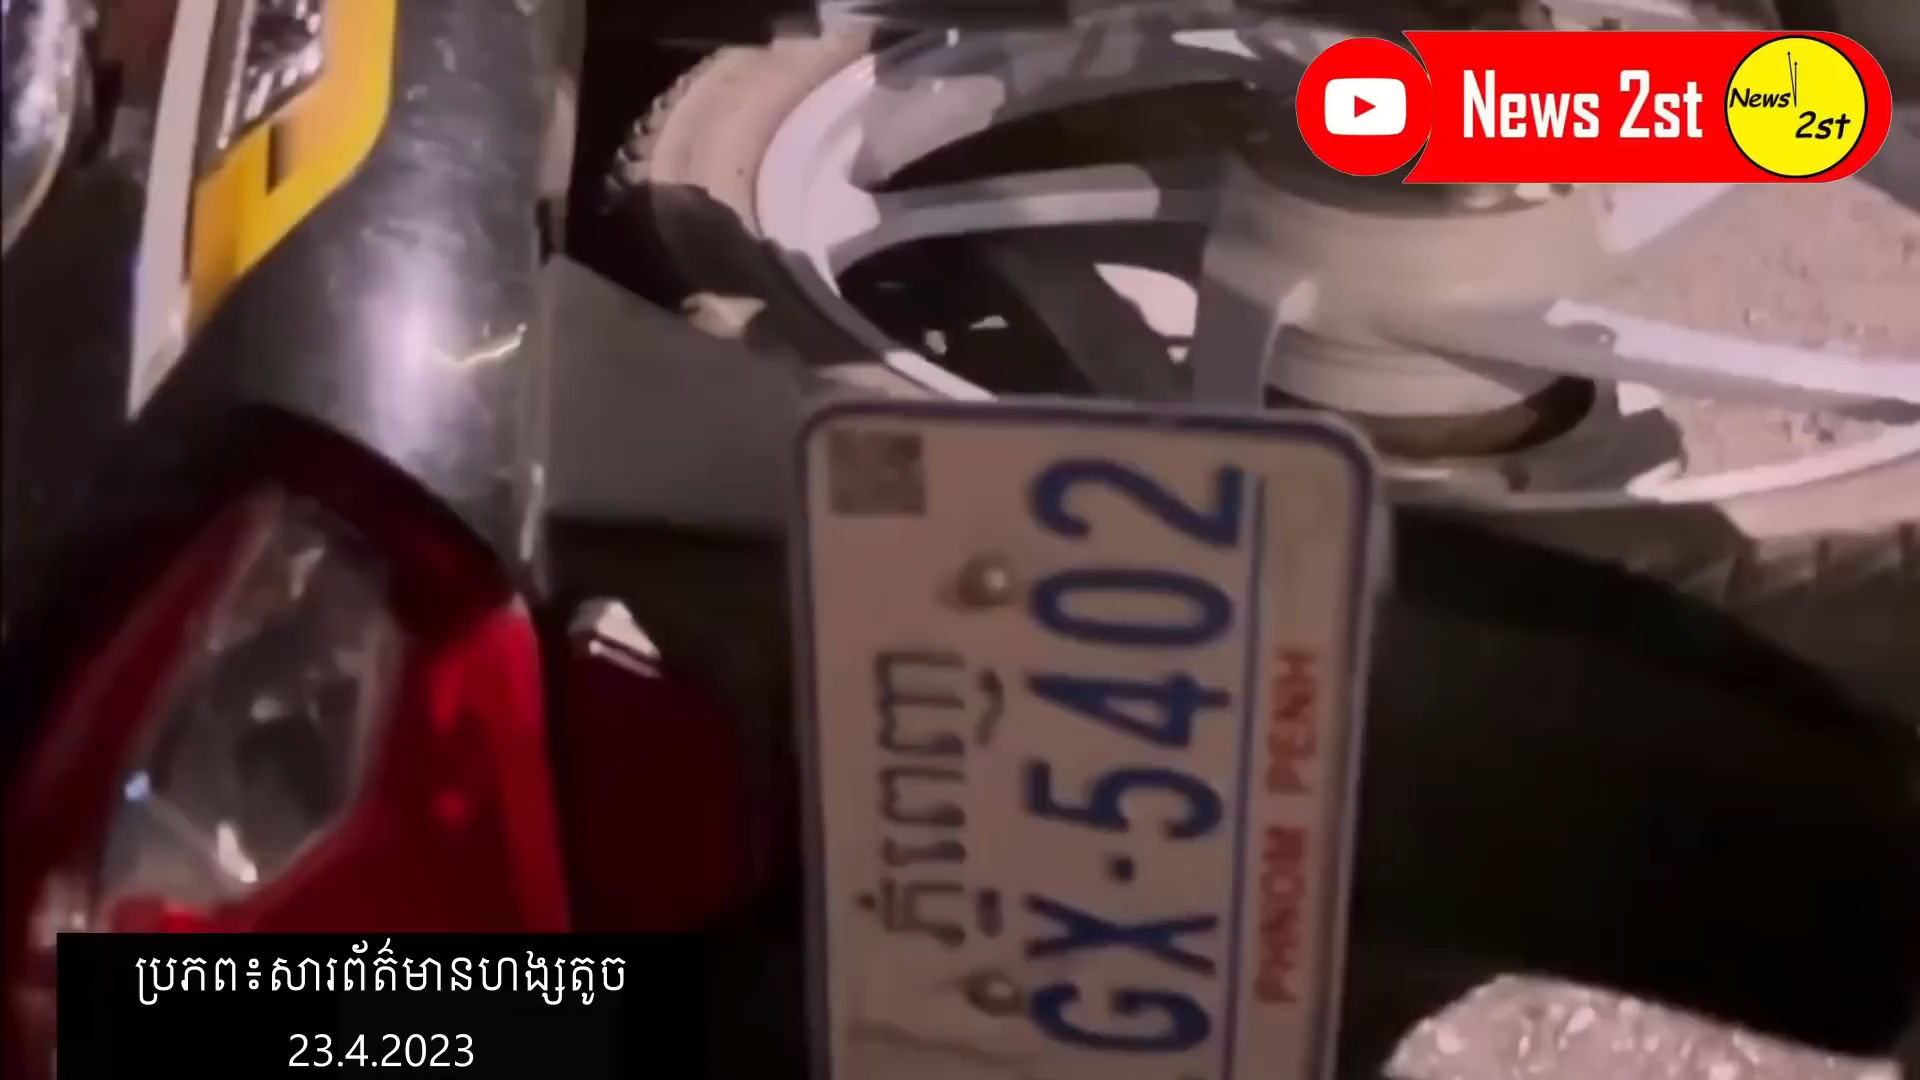 News 2st
News
2st
ភ្នំពេញ
GX-5402
PHNOM PENH
ប្រភព៖សារព័ត៌មានហង្សតូច
23.4.2023